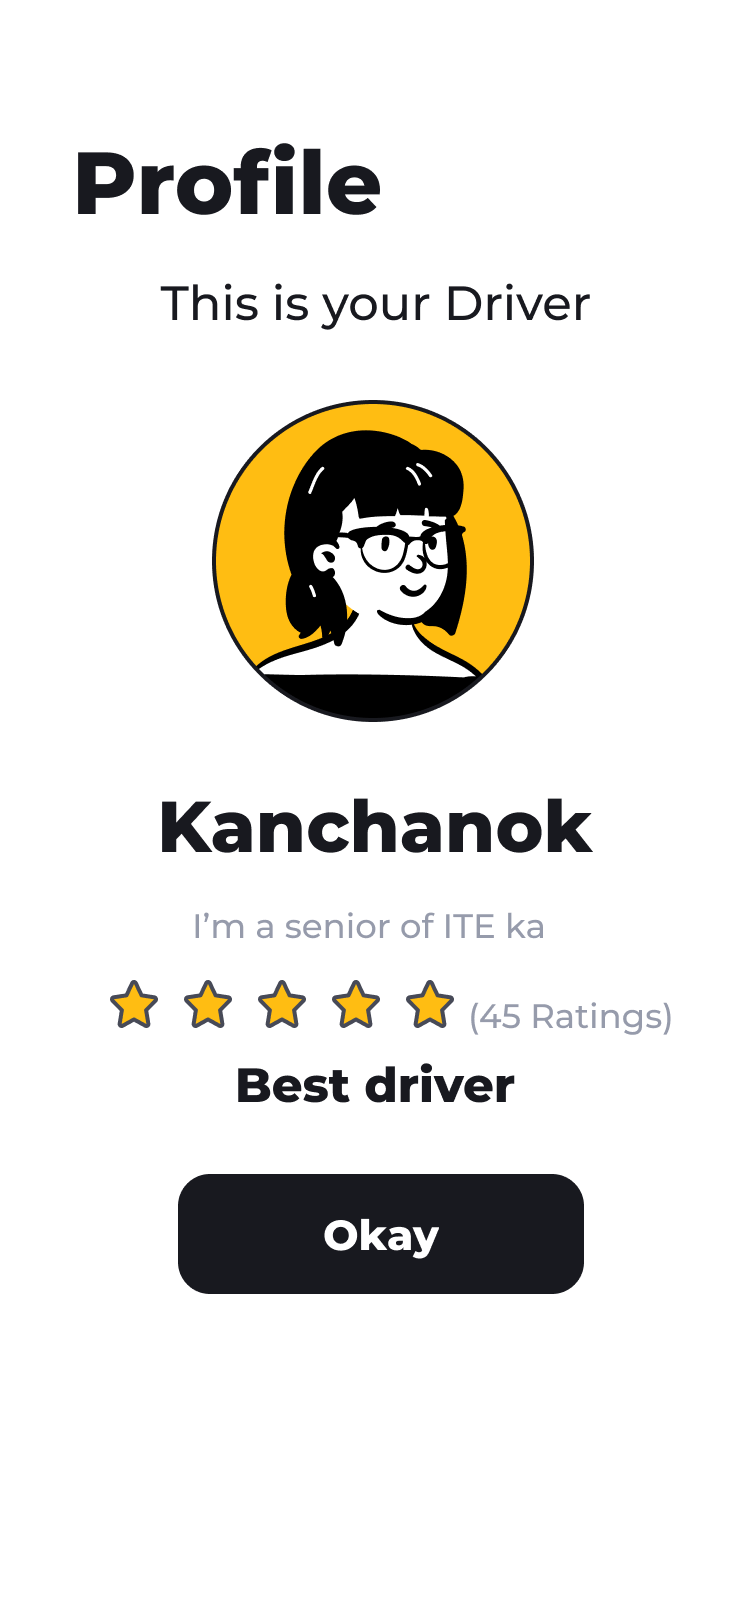 Profile
This is your Driver
Kanchanok
I’m a senior of ITE ka
(45 Ratings)
Best driver
Okay